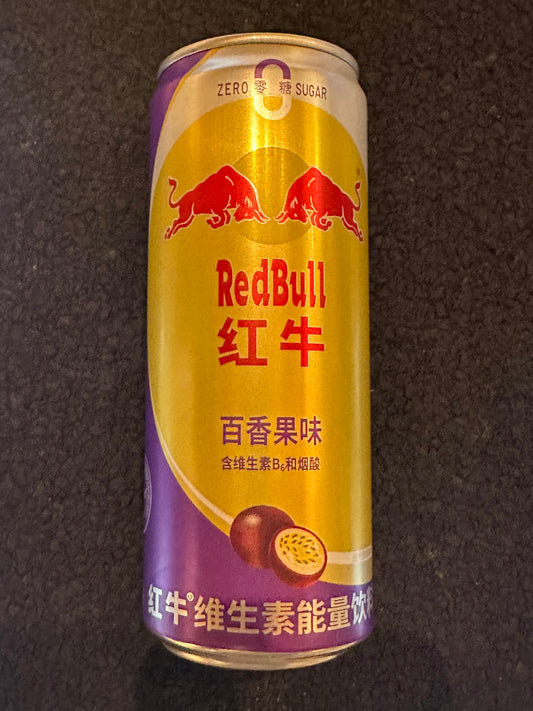 ZERO 零 糖 SUGAR
RedBull
红牛
百香果味
含维生素B₆和烟酸
红牛®维生素能量饮料